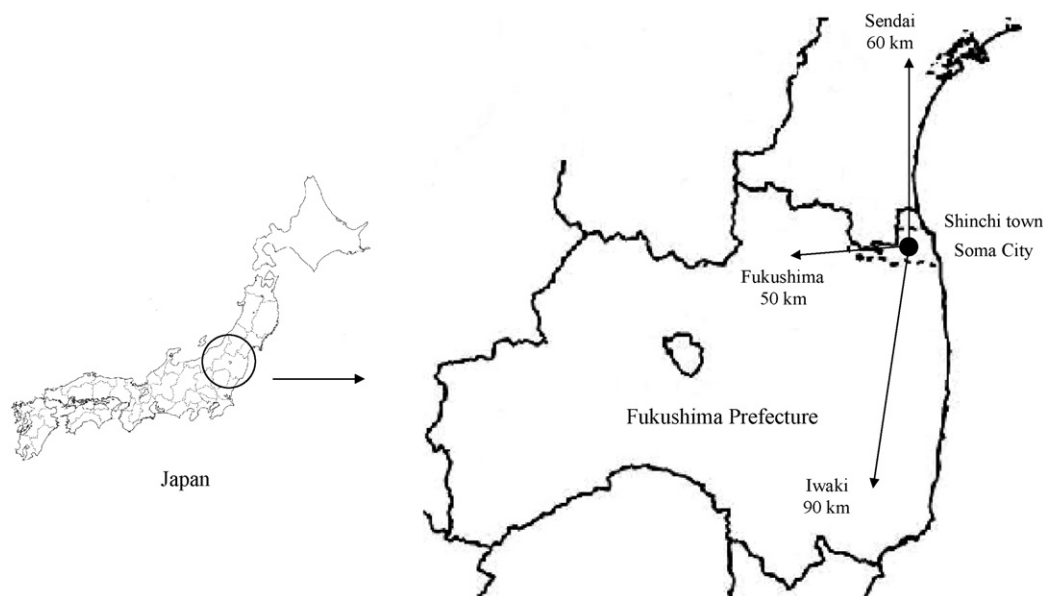 Sendai
60 km
Shinchi town
Soma City
Fukushima
50 km
Fukushima Prefecture
Iwaki
90 km
Japan